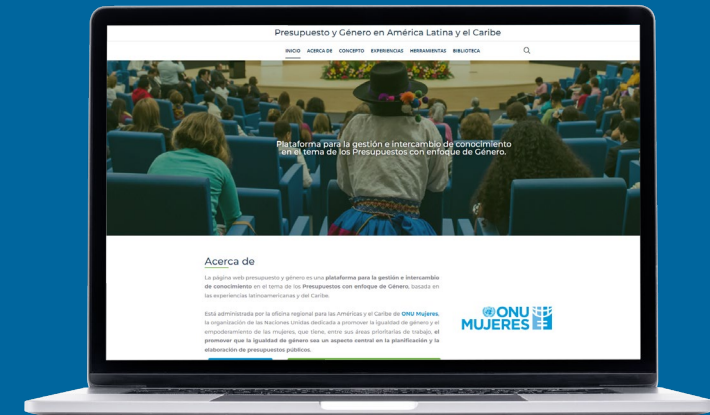 Presupuesto y Género en América Latina y el Caribe
INICIO ACERCA DE CONCEPTO EXPERIENCIAS HERRAMIENTAS BIBLIOTECA
Plataforma para la gestión e intercambio de conocimiento
en el tema de los Presupuestos con enfoque de Género.
Acerca de
La página web presupuesto y género es una plataforma para la gestión e intercambio
de conocimiento en el tema de los Presupuestos con enfoque de Género, basada en
las experiencias latinoamericanas y del Caribe.
Está administrada por la oficina regional para las Américas y el Caribe de ONU Mujeres,
la organización de las Naciones Unidas dedicada a promover la igualdad de género y el
empoderamiento de las mujeres, que tiene, entre sus áreas prioritarias de trabajo, el
promover que la igualdad de género sea un aspecto central en la planificación y la
elaboración de presupuestos públicos.
ONU
MUJERES